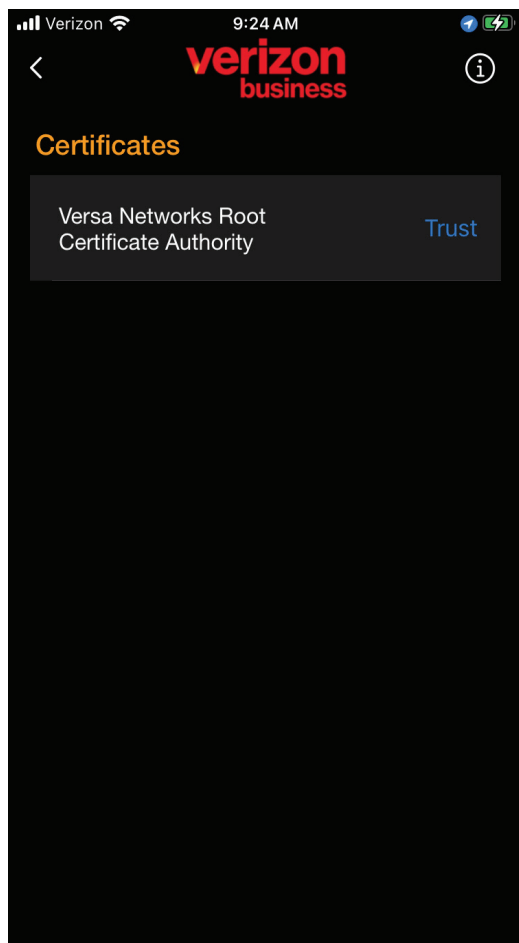 Verizon 9:24 AM
verizon
business
Certificates
Versa Networks Root
Certificate Authority
Trust